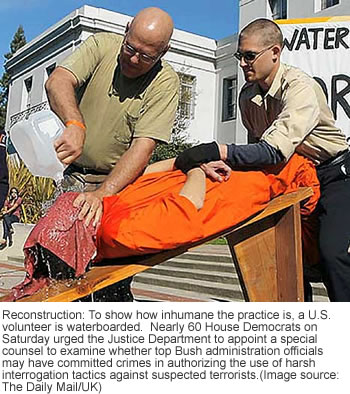 WATER
OR
Reconstruction: To show how inhumane the practice is, a U.S.
volunteer is waterboarded.  Nearly 60 House Democrats on
Saturday urged the Justice Department to appoint a special
counsel to examine whether top Bush administration officials
may have committed crimes in authorizing the use of harsh
interrogation tactics against suspected terrorists.(Image source:
The Daily Mail/UK)